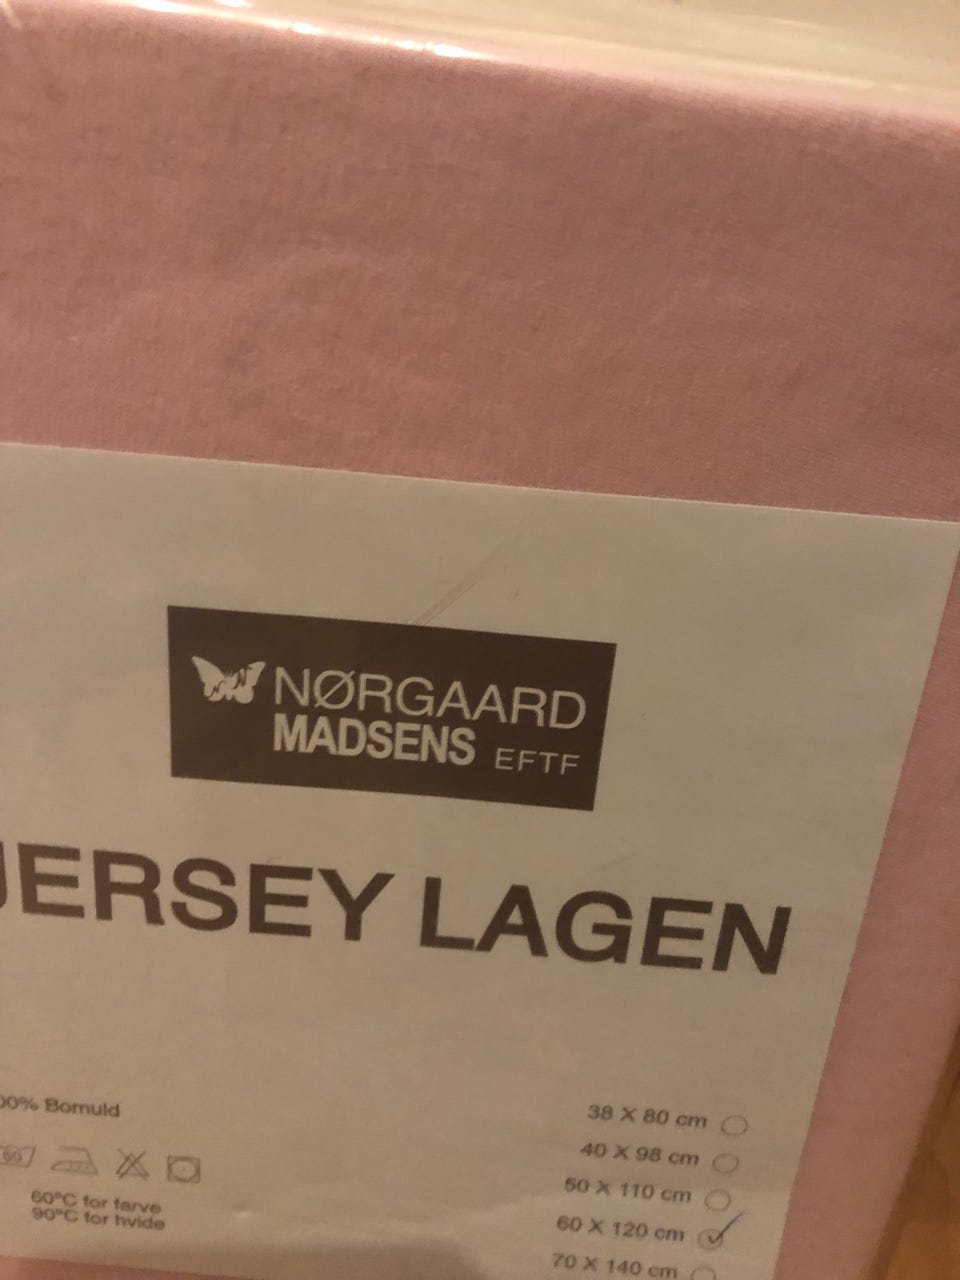 NØRGAARD
MADSENS EFTF
JERSEY LAGEN
00% Bomuld
60
60°C for farve
90°C for hvide
38 X 80 cm
40 X 98 cm
50 X 110 cm
60 X 120 cm
70 X 140 cm